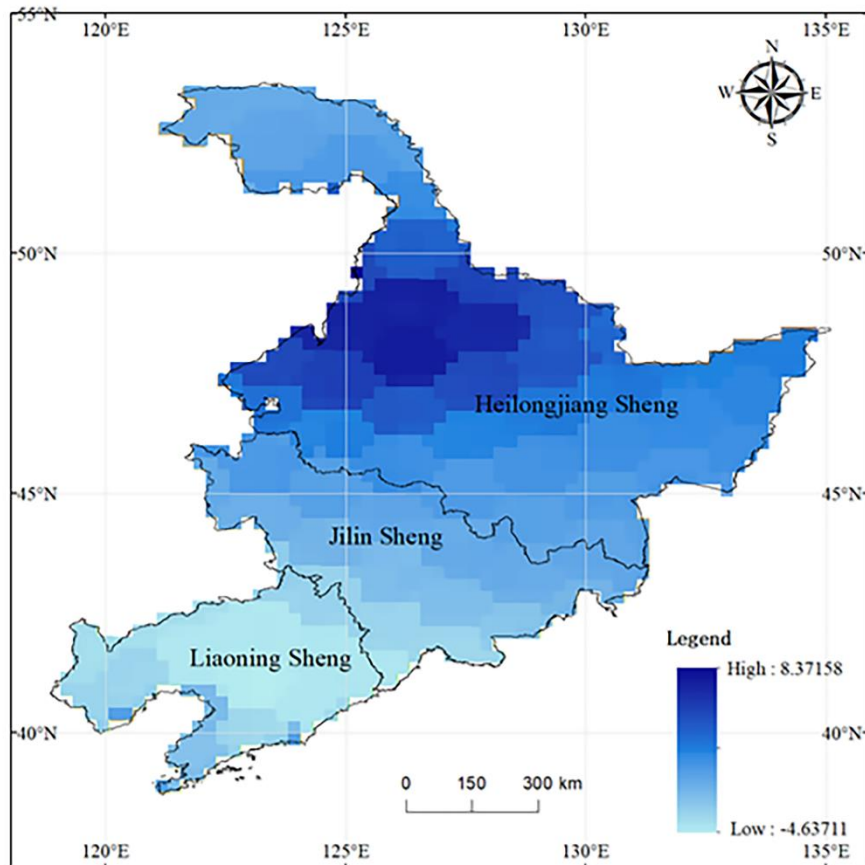 55°N
120°E 125°E 130°E 135°E
N
W E
S
50°N 50°N
Heilongjiang Sheng
45°N 45°N
Jilin Sheng
Legend
Liaoning Sheng
High : 8.37158
40°N 40°N
0 150 300 km
Low : -4.63711
120°E 125°E 130°E 135°E